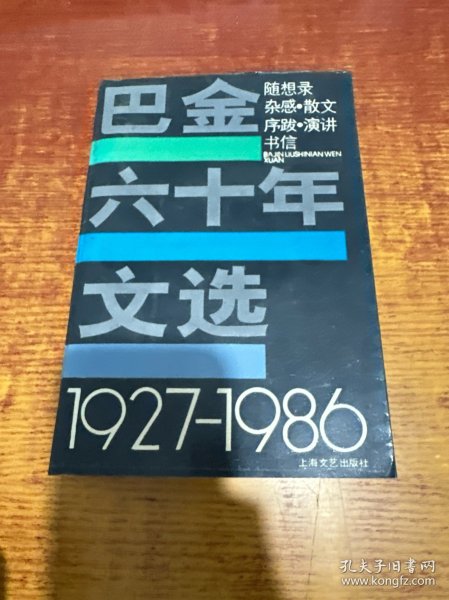 巴金
六十年
文选
随想录
杂感•散文
序跋•演讲
书信
BAJIN LIUSHINIAN WEN
XUAN
1927-1986
上海文艺出版社
孔夫子旧书网
www.kongfz.com